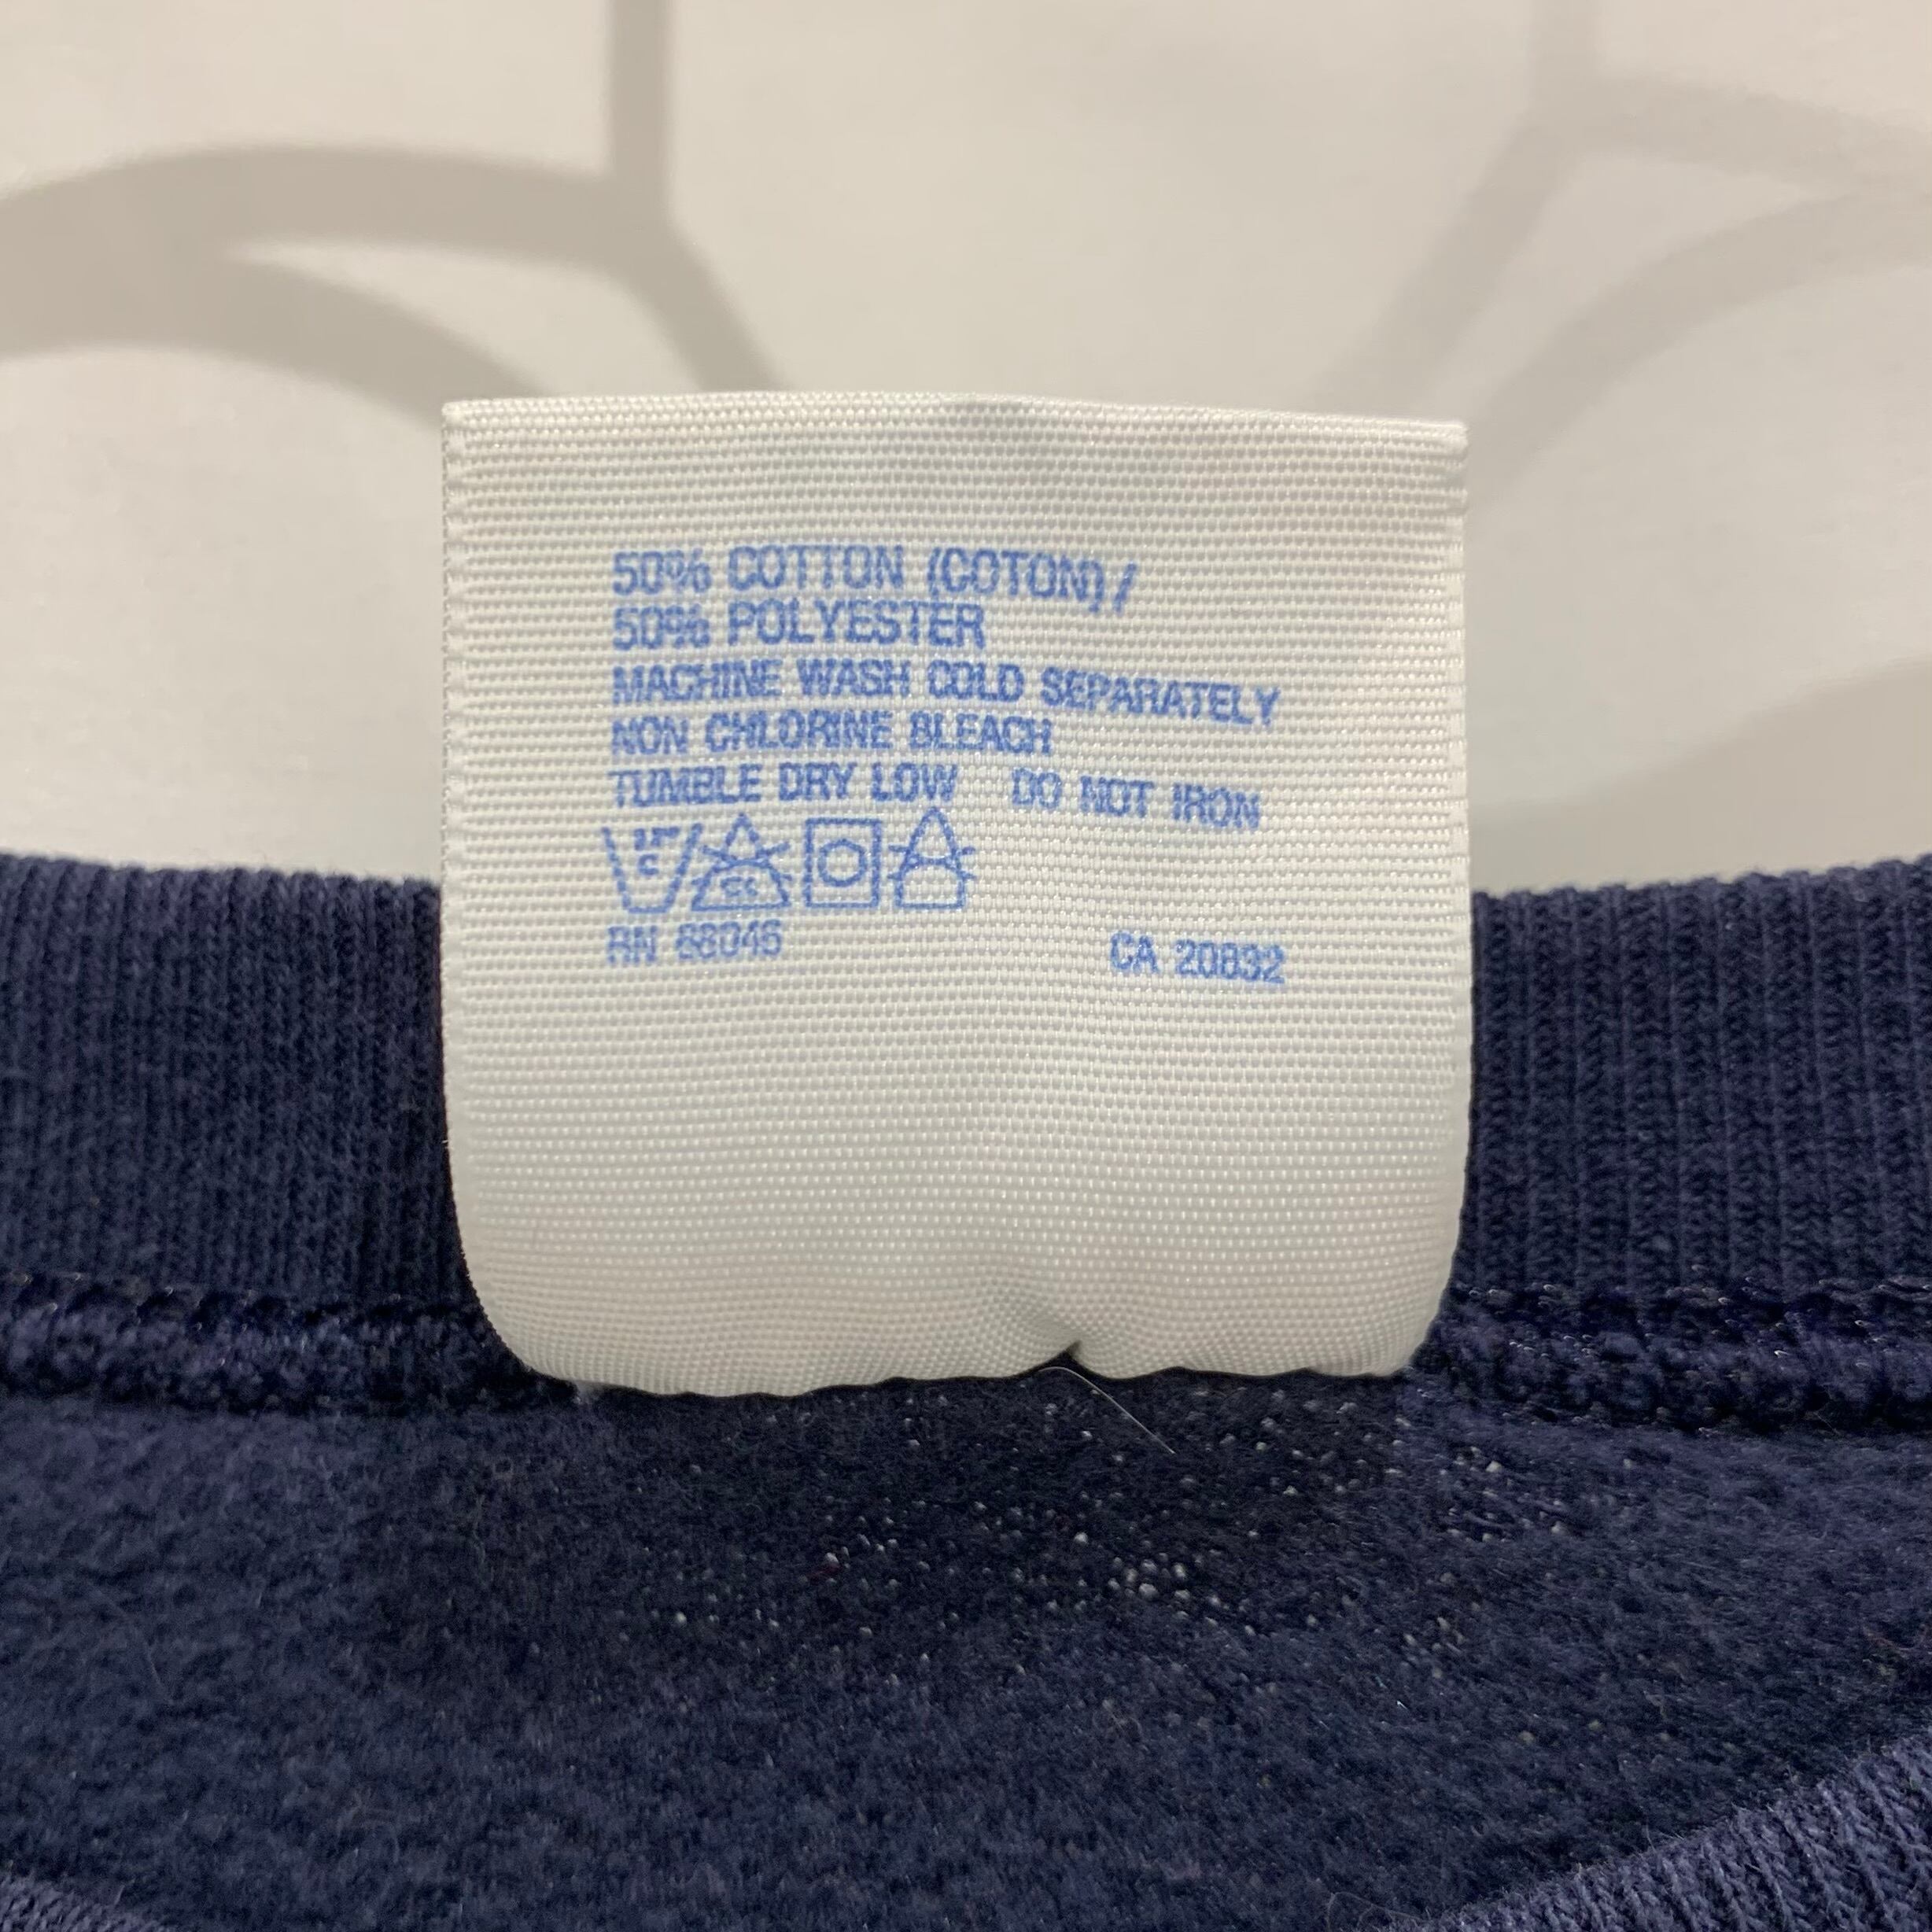 50% COTTON (COTON) /
50% POLYESTER
MACHINE WASH COLD SEPARATELY
NON CHLORINE BLEACH
TUMBLE DRY LOW DO NOT IRON
C
RN
CA 20832